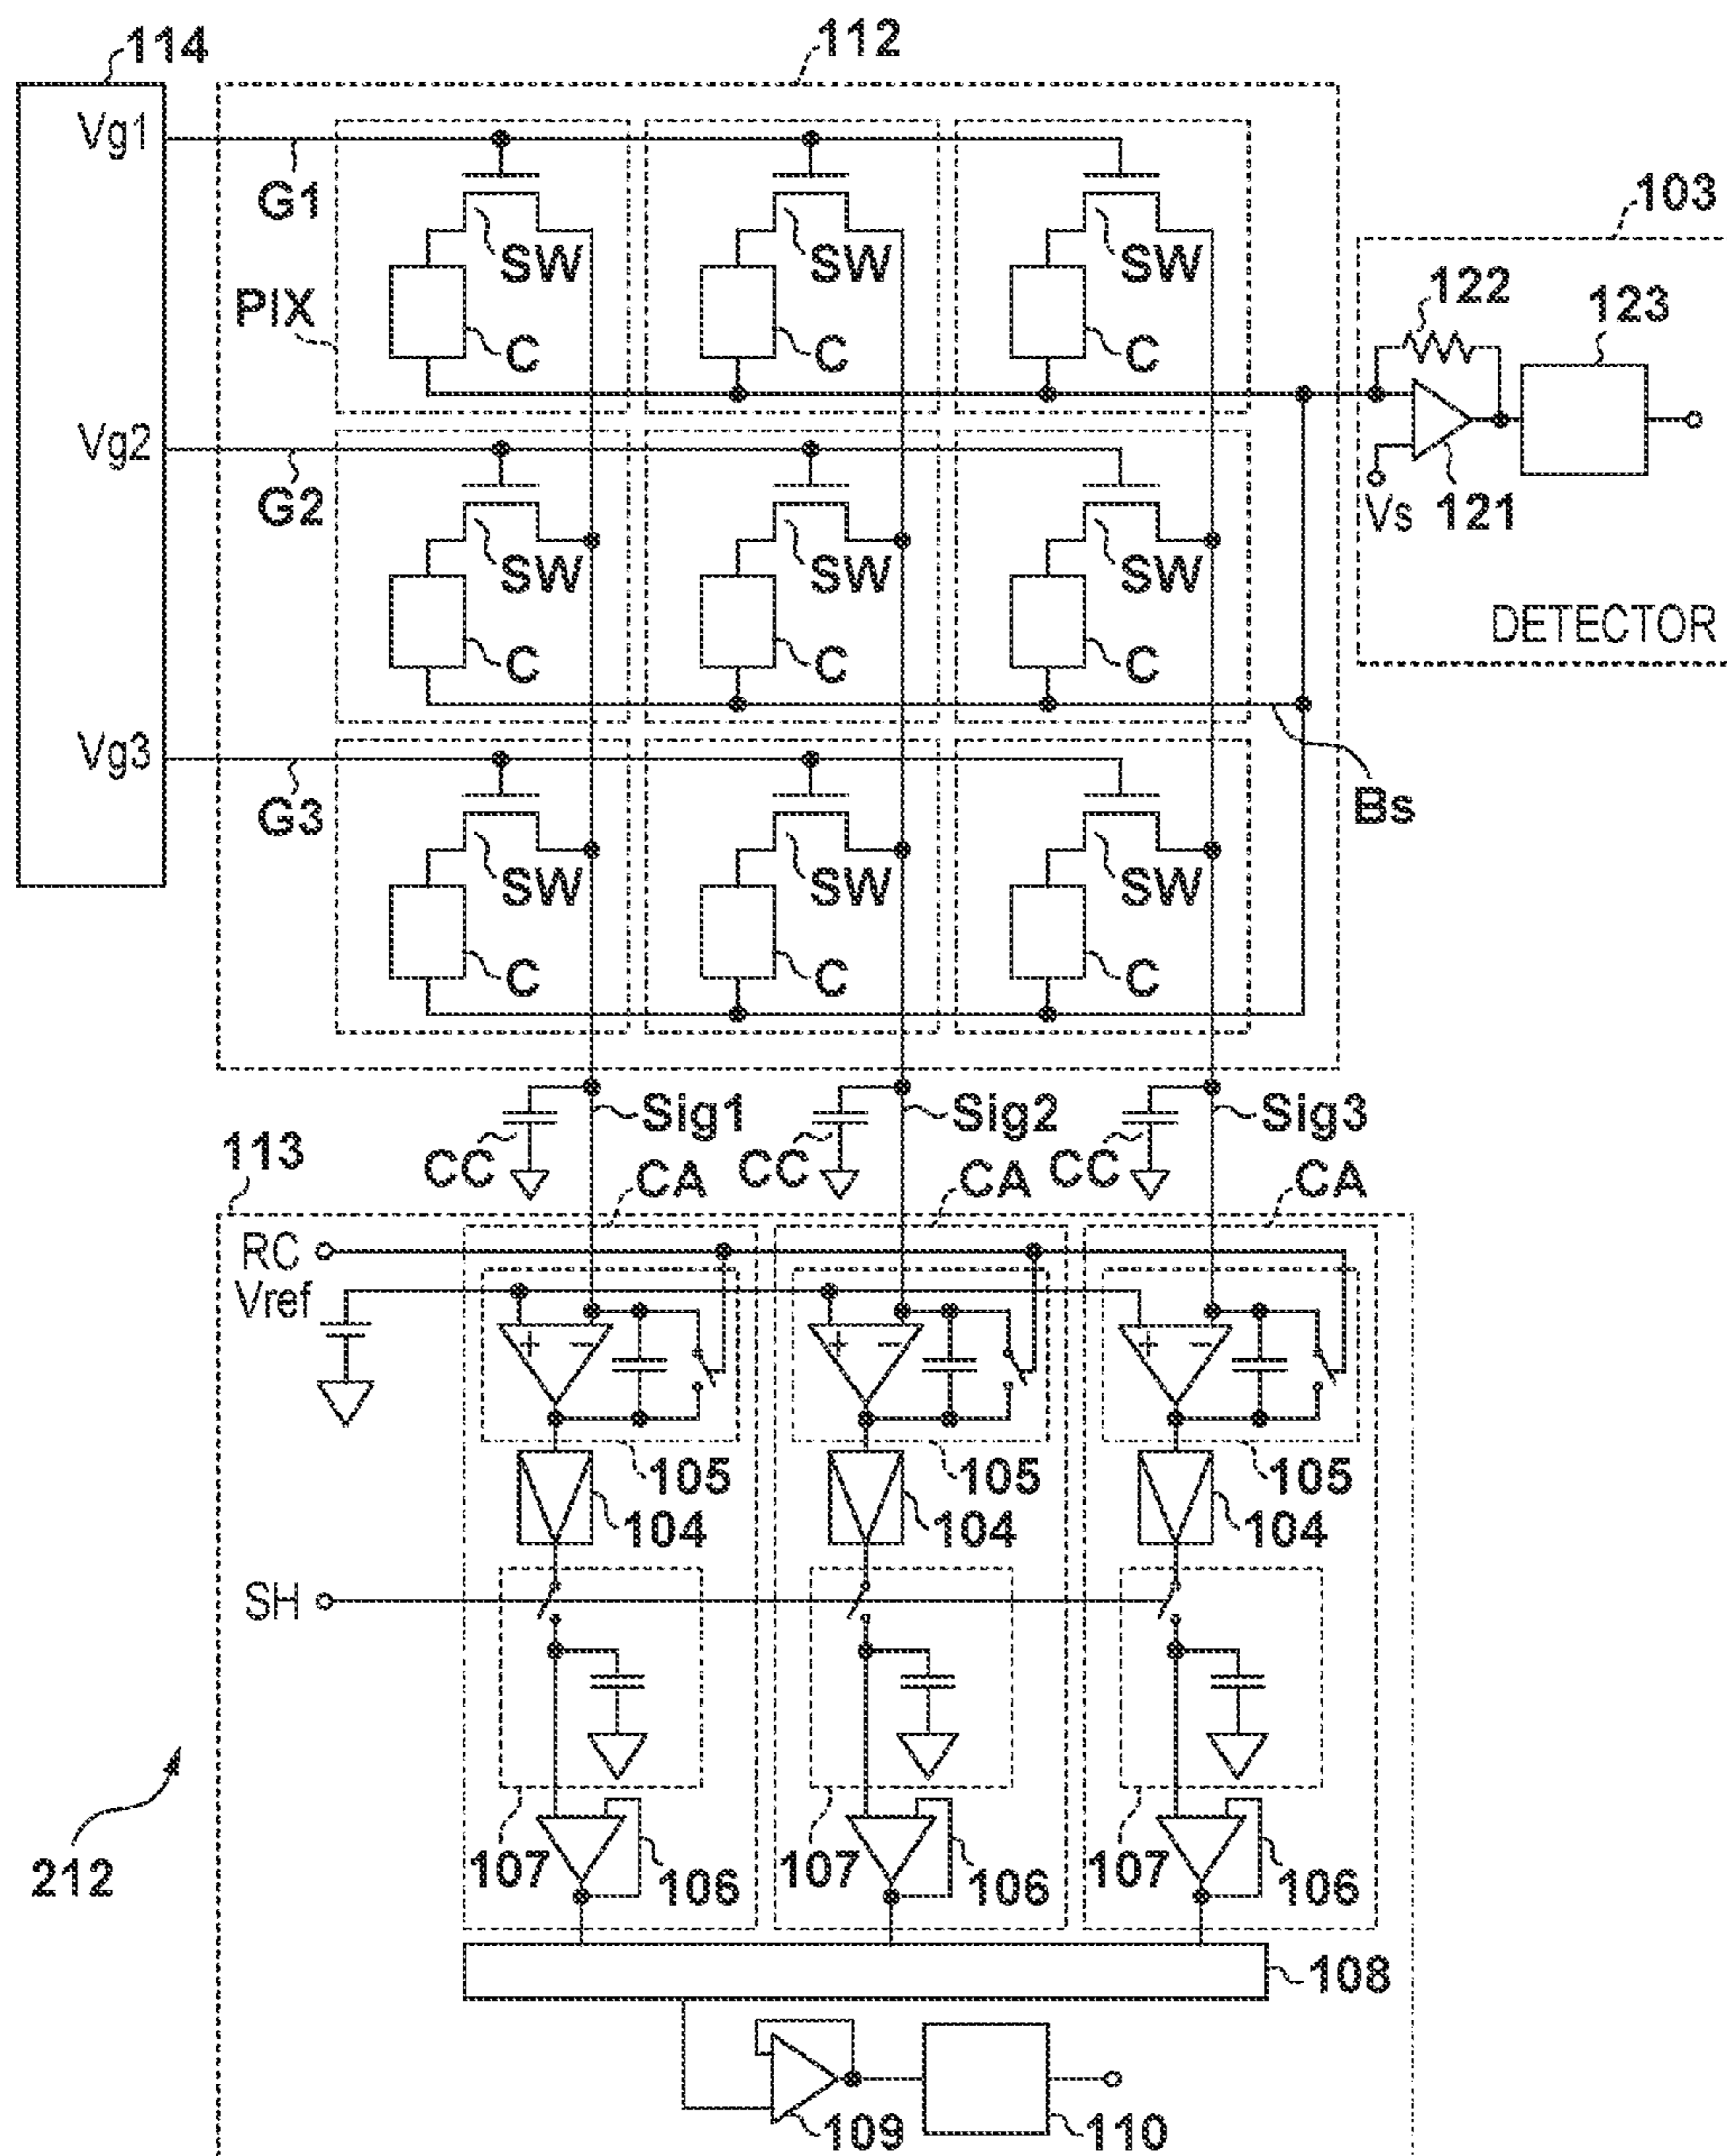 114
112
Vg1
G1
SW
SW
SW
103
PIX
C
C
C
122
123
Vg2
G2
Vs
121
SW
SW
SW
C
C
C
DETECTOR
Vg3
G3
Bs
SW
SW
SW
C
C
C
Sig1
Sig2
Sig3
113
CC
CC
CC
CA
CA
CA
RC
Vref
+ −
+ −
+ −
105
105
105
104
104
104
SH
212
107
106
107
106
107
106
108
109
110